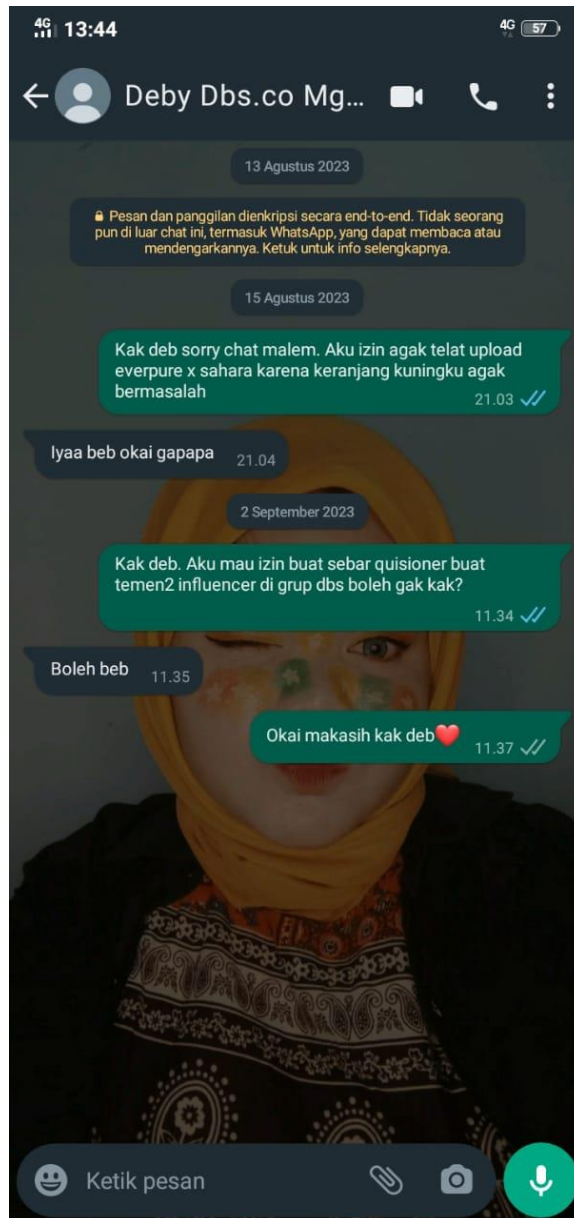 4G 13:44
4G 57
Deby Dbs.co Mg...
13 Agustus 2023
Pesan dan panggilan dienkripsi secara end-to-end. Tidak seorang
pun di luar chat ini, termasuk WhatsApp, yang dapat membaca atau
mendengarkannya. Ketuk untuk info selengkapnya.
15 Agustus 2023
Kak deb sorry chat malem. Aku izin agak telat upload
everpure x sahara karena keranjang kuningku agak
bermasalah
21.03
Iyaa beb okai gapapa
21.04
2 September 2023
Kak deb. Aku mau izin buat sebar quisioner buat
temen2 influencer di grup dbs boleh gak kak?
11.34
Boleh beb
11.35
Okai makasih kak deb❤️
11.37
Ketik pesan